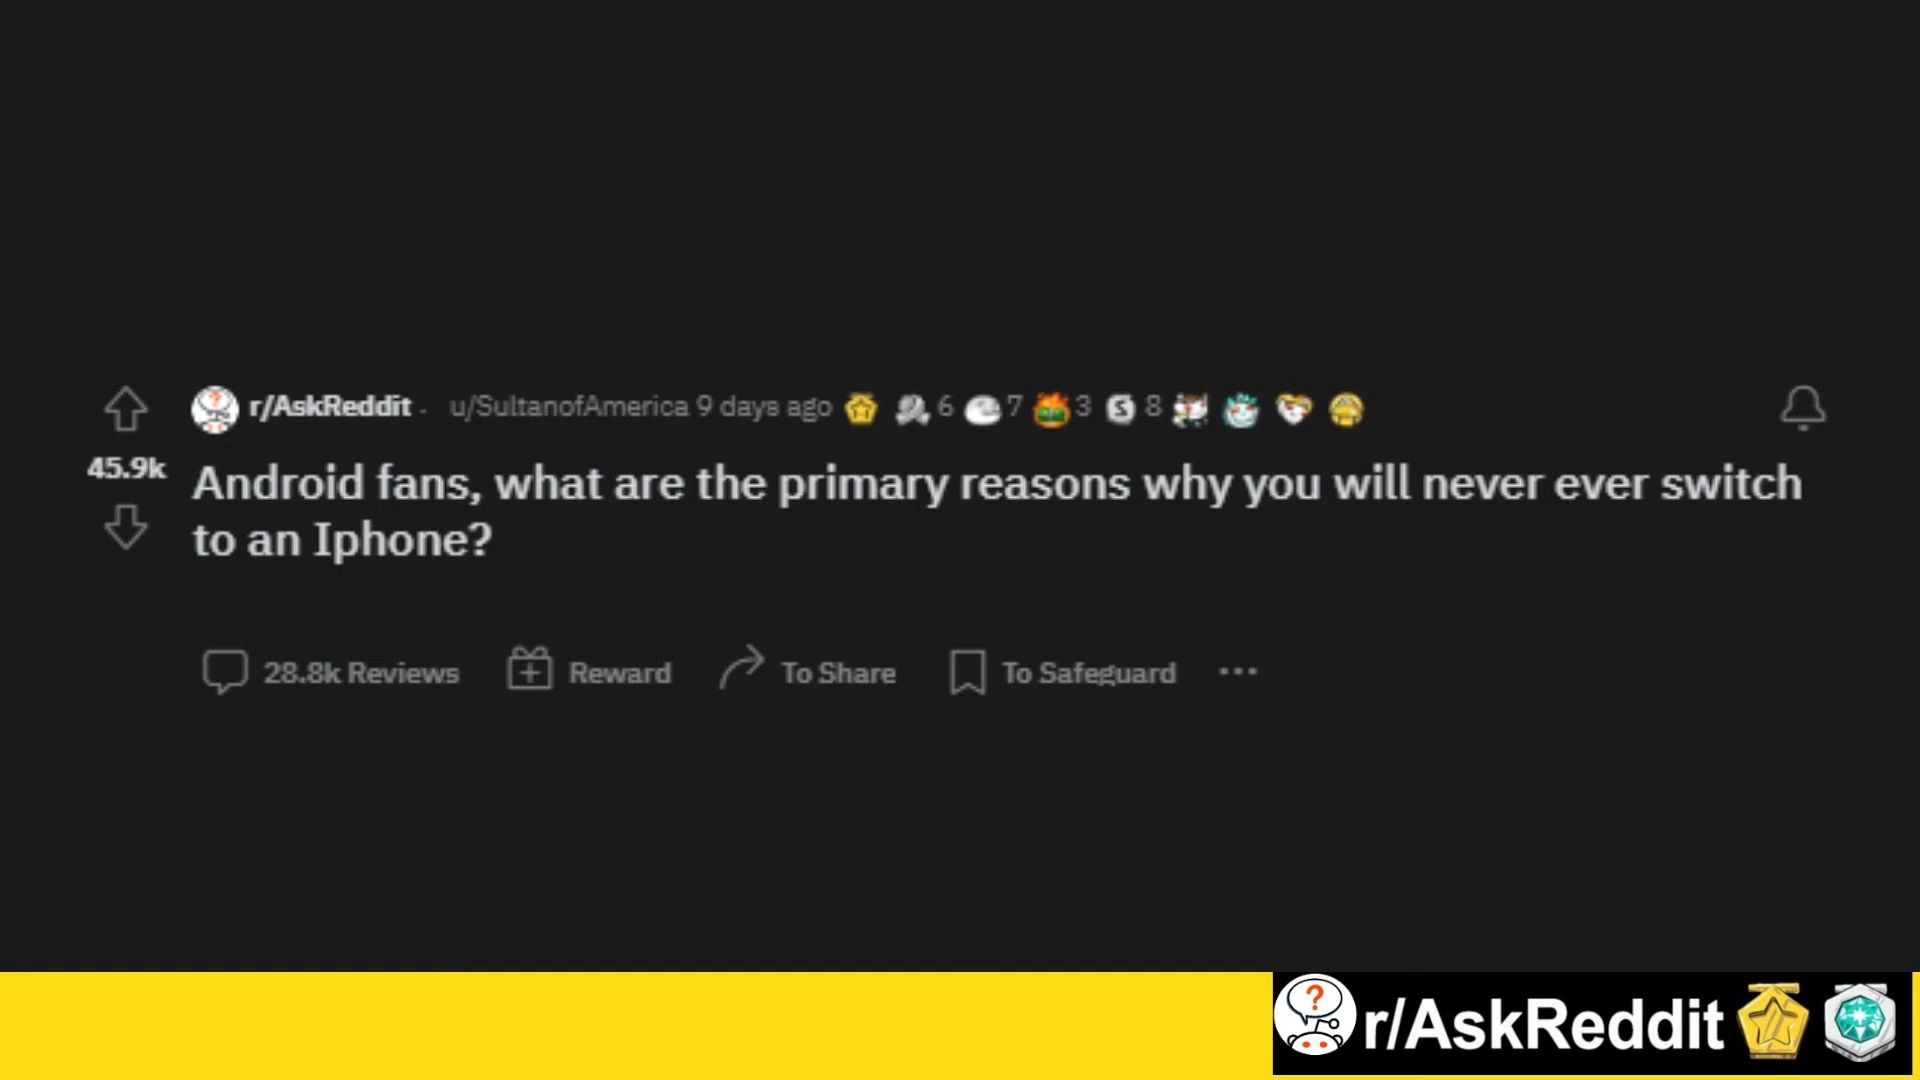 r/AskReddit · u/SultanofAmerica 9 days ago 6 7 3 S 8
45.9k
Android fans, what are the primary reasons why you will never ever switch
to an Iphone?
28.8k Reviews Reward To Share To Safeguard ...
? r/AskReddit